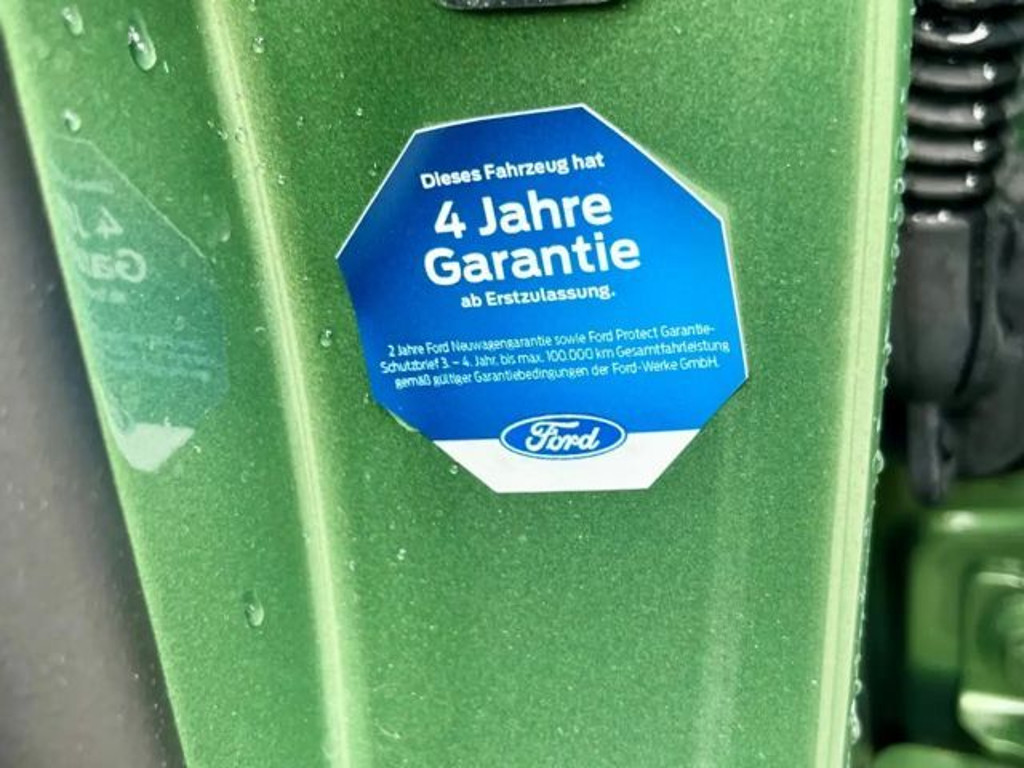 Dieses Fahrzeug hat
4 Jahre
Garantie
ab Erstzulassung.
2 Jahre Ford Neuwagengarantie sowie Ford Protect Garantie-
Schutzbrief 3. – 4. Jahr, bis max. 100.000 km Gesamtfahrleistung
gemäß gültiger Garantiebedingungen der Ford-Werke GmbH.
Ford